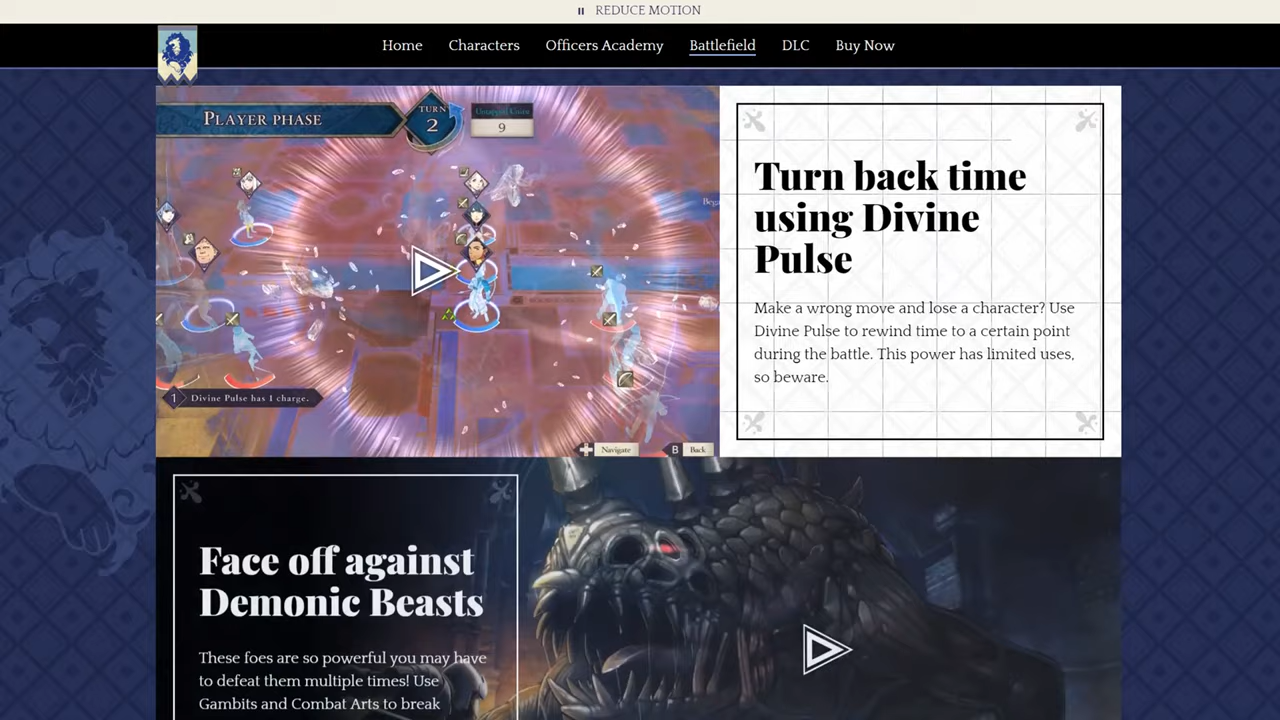 REDUCE MOTION
Home
Characters
Officers Academy
Battlefield
DLC
Buy Now
PLAYER PHASE
TURN
2
9
1
Divine Pulse has 1 charge.
Navigate
B
Back
Turn back time
using Divine
Pulse
Make a wrong move and lose a character? Use
Divine Pulse to rewind time to a certain point
during the battle. This power has limited uses,
so beware.
Face off against
Demonic Beasts
These foes are so powerful you may have
to defeat them multiple times! Use
Gambits and Combat Arts to break